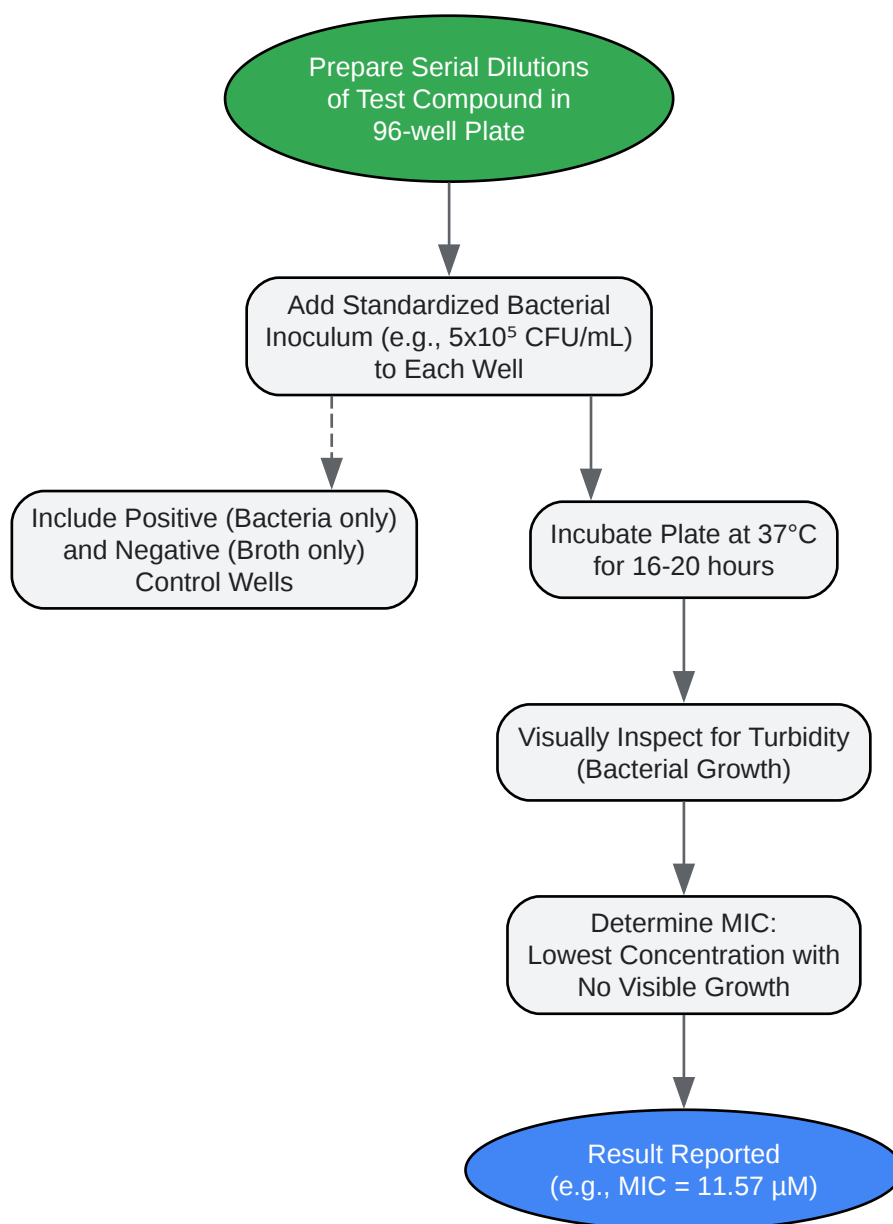 Prepare Serial Dilutions
of Test Compound in
96-well Plate
Add Standardized Bacterial
Inoculum (e.g., 5x10⁵ CFU/mL)
to Each Well
Include Positive (Bacteria only)
and Negative (Broth only)
Control Wells
Incubate Plate at 37°C
for 16-20 hours
Visually Inspect for Turbidity
(Bacterial Growth)
Determine MIC:
Lowest Concentration with
No Visible Growth
Result Reported
(e.g., MIC = 11.57 µM)